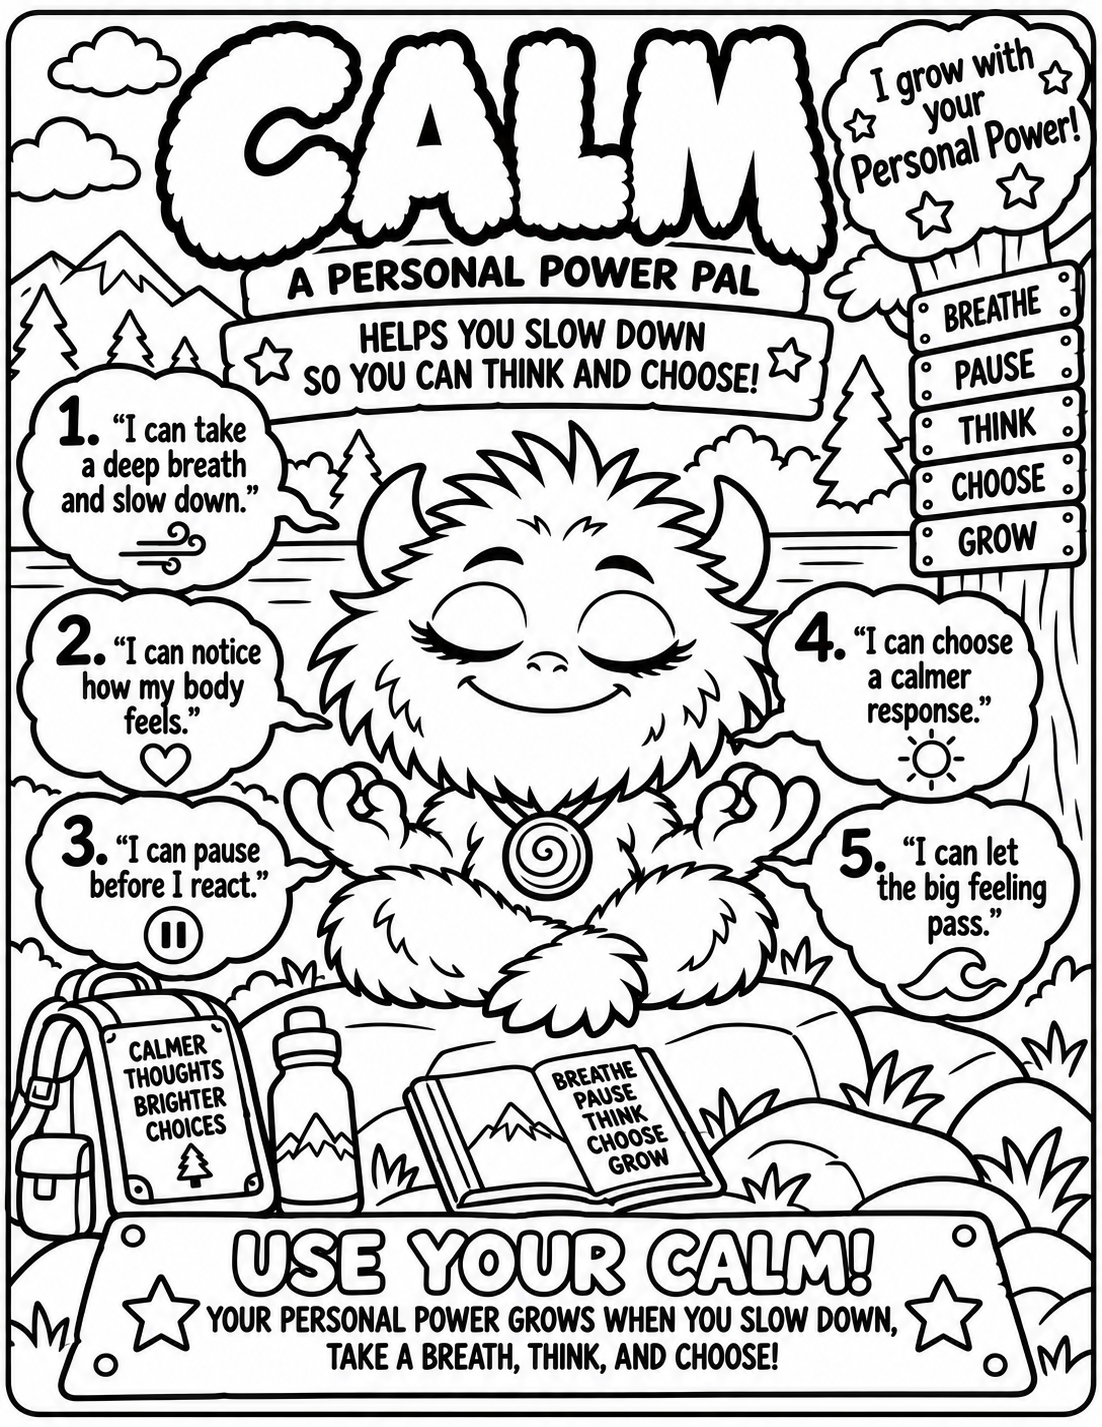 CALM
I grow with
your
Personal Power!
A PERSONAL POWER PAL
HELPS YOU SLOW DOWN
SO YOU CAN THINK AND CHOOSE!
BREATHE
PAUSE
THINK
CHOOSE
GROW
1. “I can take
a deep breath
and slow down.”
2. “I can notice
how my body
feels.”
3. “I can pause
before I react.”
4. “I can choose
a calmer
response.”
5. “I can let
the big feeling
pass.”
CALMER
THOUGHTS
BRIGHTER
CHOICES
BREATHE
PAUSE
THINK
CHOOSE
GROW
USE YOUR CALM!
YOUR PERSONAL POWER GROWS WHEN YOU SLOW DOWN,
TAKE A BREATH, THINK, AND CHOOSE!